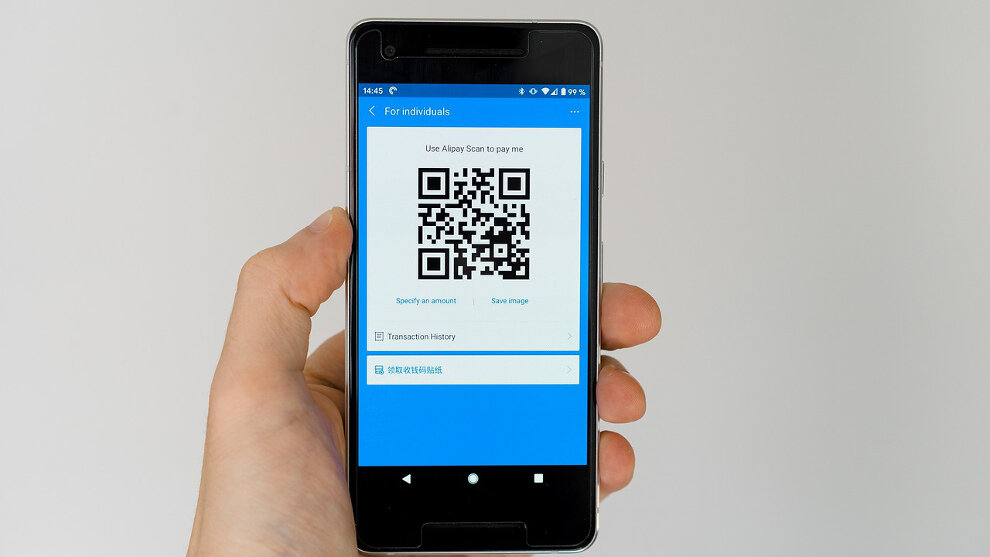 14:45 99 %
For individuals
Use Alipay Scan to pay me
Specify an amount Save image
Transaction History
领取收钱码贴纸